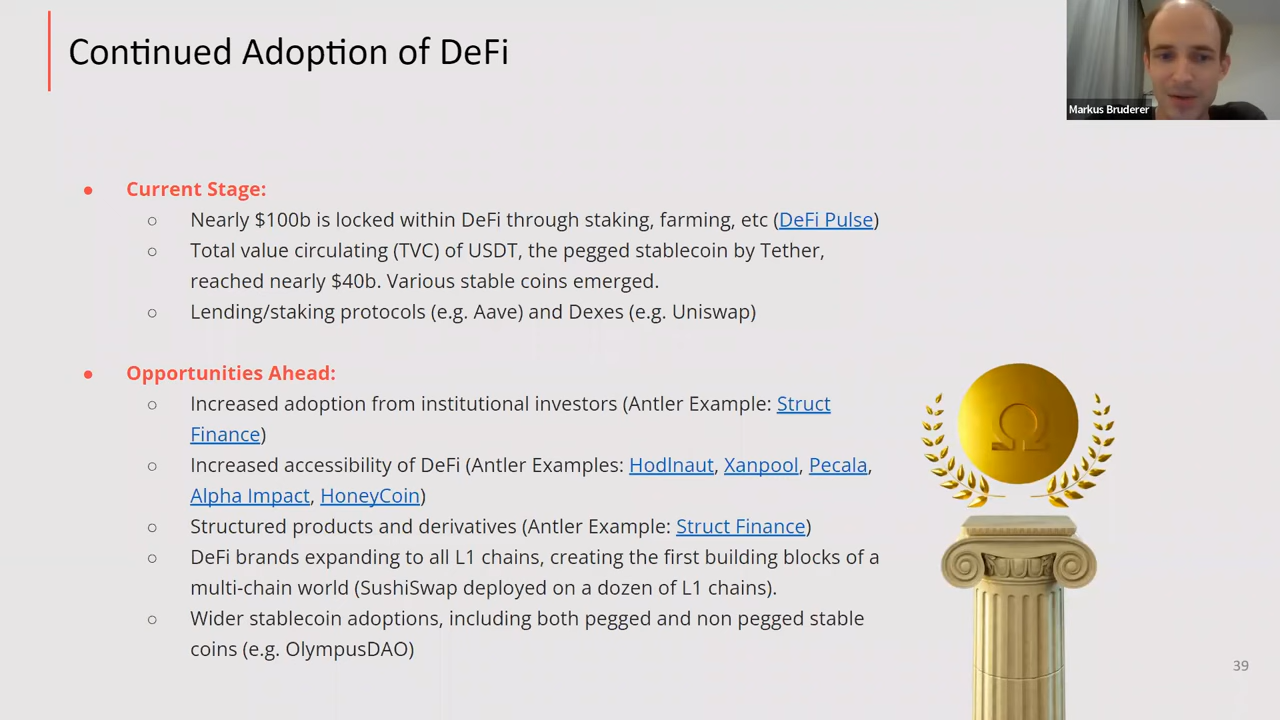 Continued Adoption of DeFi
Markus Bruderer
● Current Stage:
○ Nearly $100b is locked within DeFi through staking, farming, etc (DeFi Pulse)
○ Total value circulating (TVC) of USDT, the pegged stablecoin by Tether,
reached nearly $40b. Various stable coins emerged.
○ Lending/staking protocols (e.g. Aave) and Dexes (e.g. Uniswap)
● Opportunities Ahead:
○ Increased adoption from institutional investors (Antler Example: Struct
Finance)
○ Increased accessibility of DeFi (Antler Examples: Hodlnaut, Xanpool, Pecala,
Alpha Impact, HoneyCoin)
○ Structured products and derivatives (Antler Example: Struct Finance)
○ DeFi brands expanding to all L1 chains, creating the first building blocks of a
multi-chain world (SushiSwap deployed on a dozen of L1 chains).
○ Wider stablecoin adoptions, including both pegged and non pegged stable
coins (e.g. OlympusDAO)
Ω
39